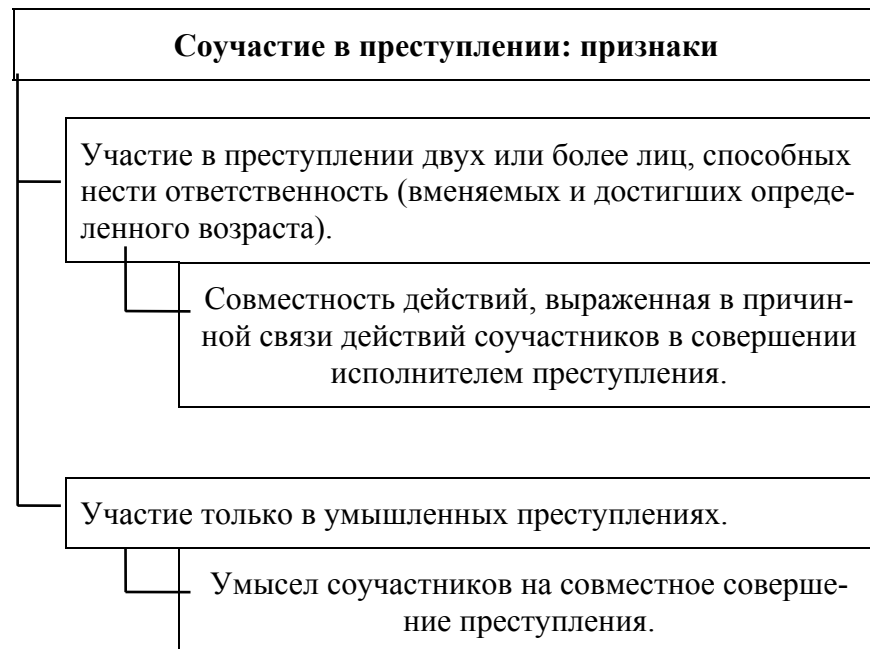 Соучастие в преступлении: признаки
Участие в преступлении двух или более лиц, способных
нести ответственность (вменяемых и достигших опреде-
ленного возраста).
Совместность действий, выраженная в причин-
ной связи действий соучастников в совершении
исполнителем преступления.
Участие только в умышленных преступлениях.
Умысел соучастников на совместное соверше-
ние преступления.